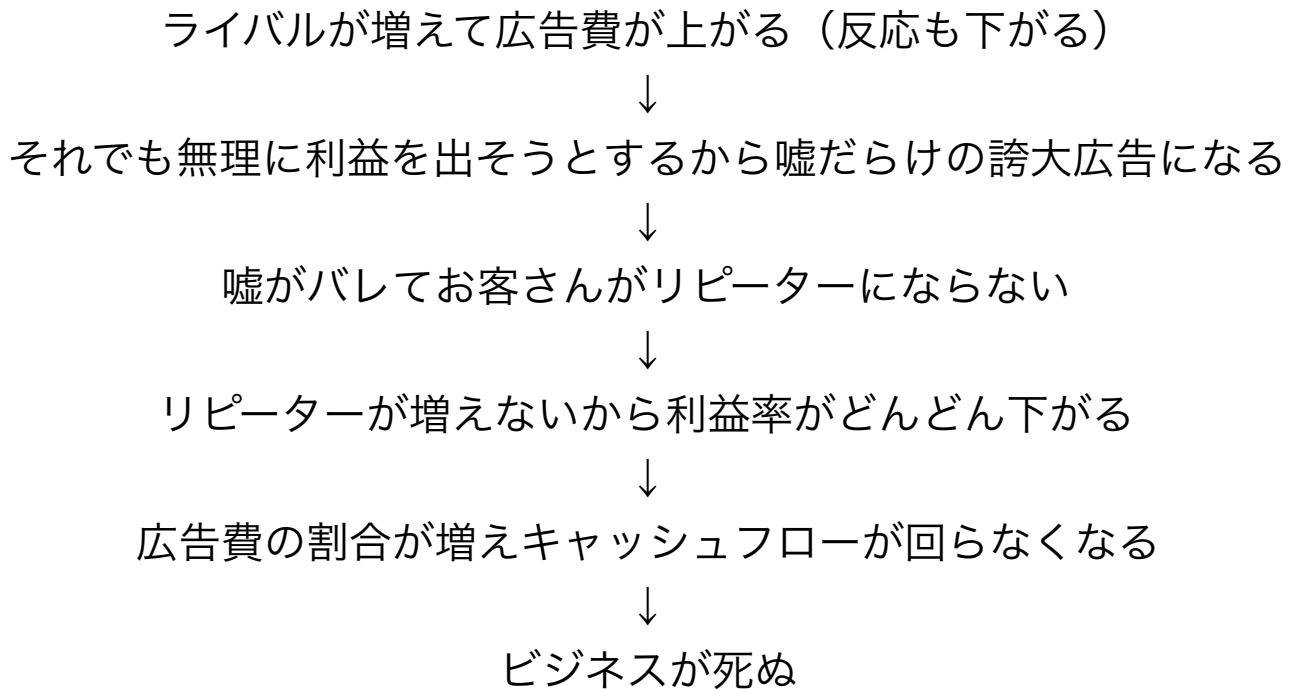 ライバルが増えて広告費が上がる（反応も下がる）
↓
それでも無理に利益を出そうとするから嘘だらけの誇大広告になる
↓
嘘がバレてお客さんがリピーターにならない
↓
リピーターが増えないから利益率がどんどん下がる
↓
広告費の割合が増えキャッシュフローが回らなくなる
↓
ビジネスが死ぬ